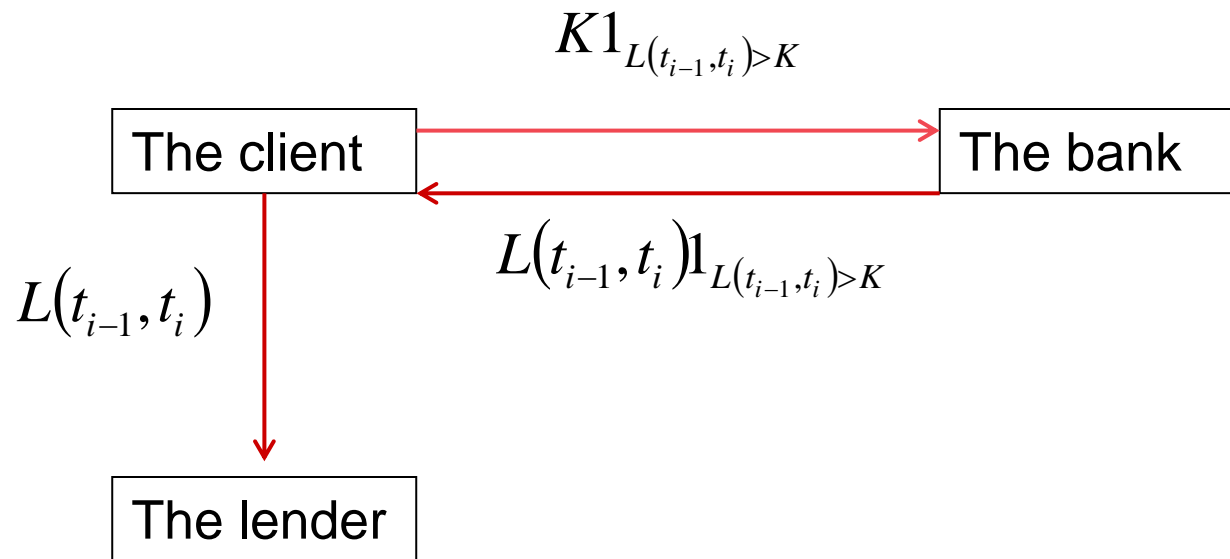 K1_{L(t_{i-1},t_i)>K}
The client
The bank
L(t_{i-1},t_i)1_{L(t_{i-1},t_i)>K}
L(t_{i-1},t_i)
The lender